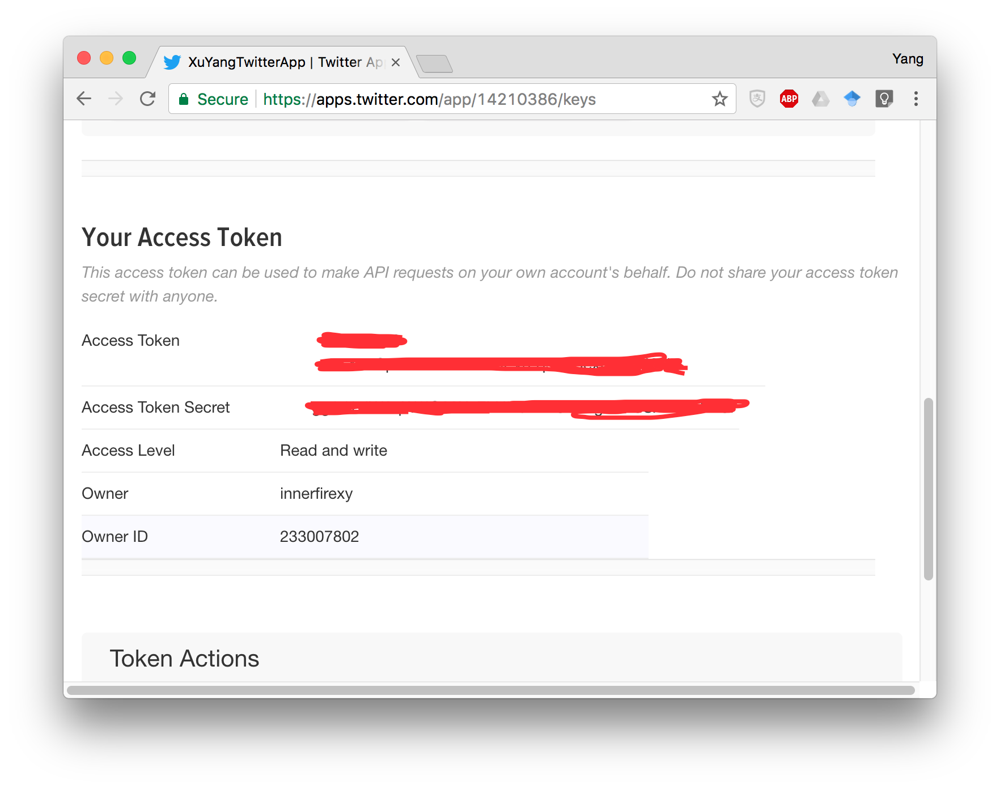 XuYangTwitterApp | Twitter Ap
Yang
Secure
https://apps.twitter.com/app/14210386/keys
ABP
Your Access Token
This access token can be used to make API requests on your own account's behalf. Do not share your access token
secret with anyone.
Access Token
Access Token Secret
Access Level Read and write
Owner innerfirexy
Owner ID 233007802
Token Actions